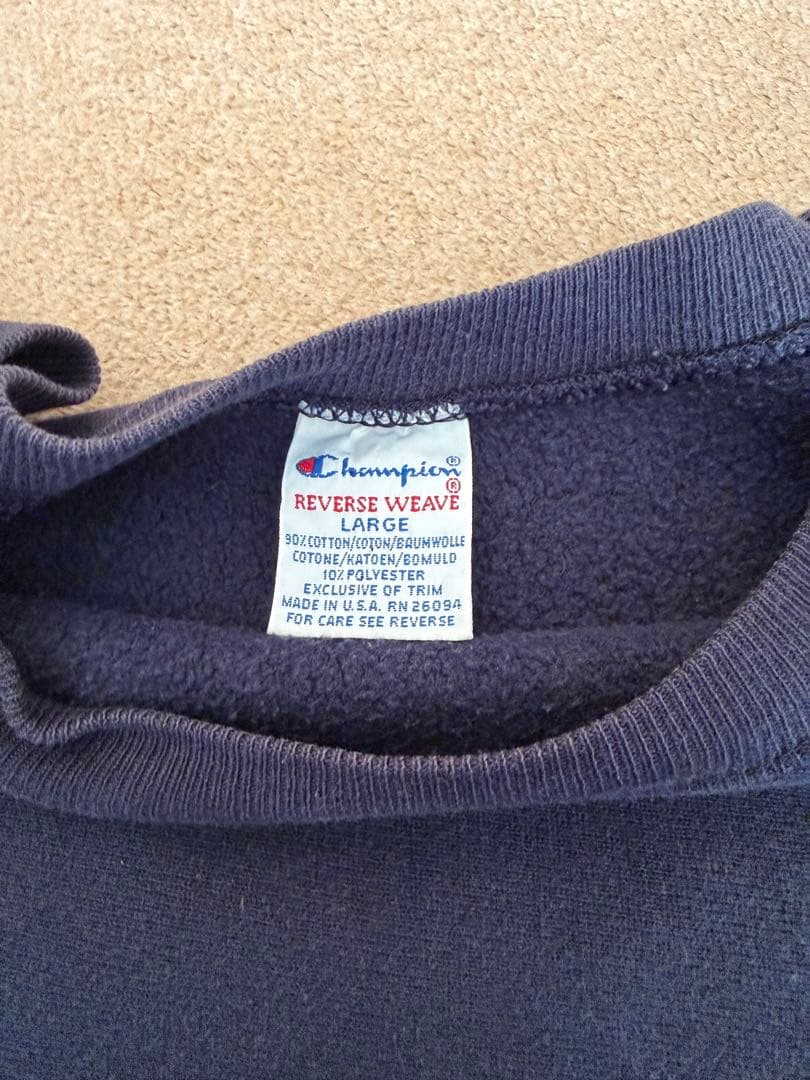 Champion®
REVERSE WEAVE®
LARGE
90% COTTON/COTON/BAUMWOLLE
COTONE/KATOEN/BOMULD
10% POLYESTER
EXCLUSIVE OF TRIM
MADE IN U.S.A. RN 26094
FOR CARE SEE REVERSE